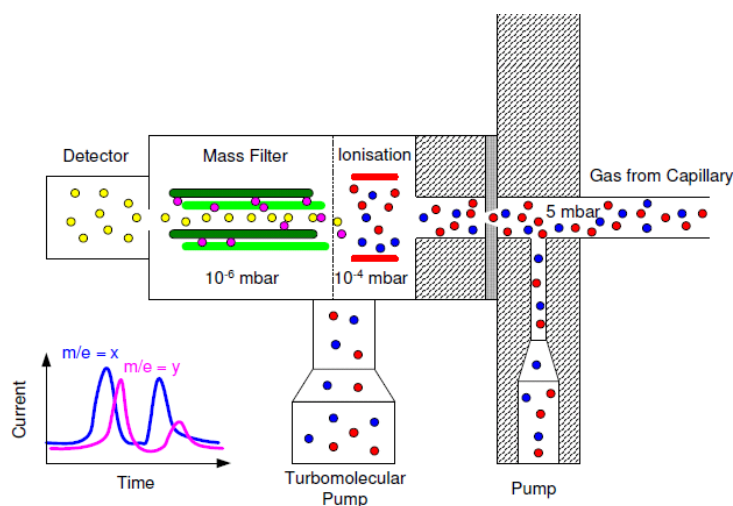 Detector
Mass Filter
Ionisation
Gas from Capillary
5 mbar
10⁻⁶ mbar
10⁻⁴ mbar
m/e = x
m/e = y
Current
Time
Turbomolecular
Pump
Pump